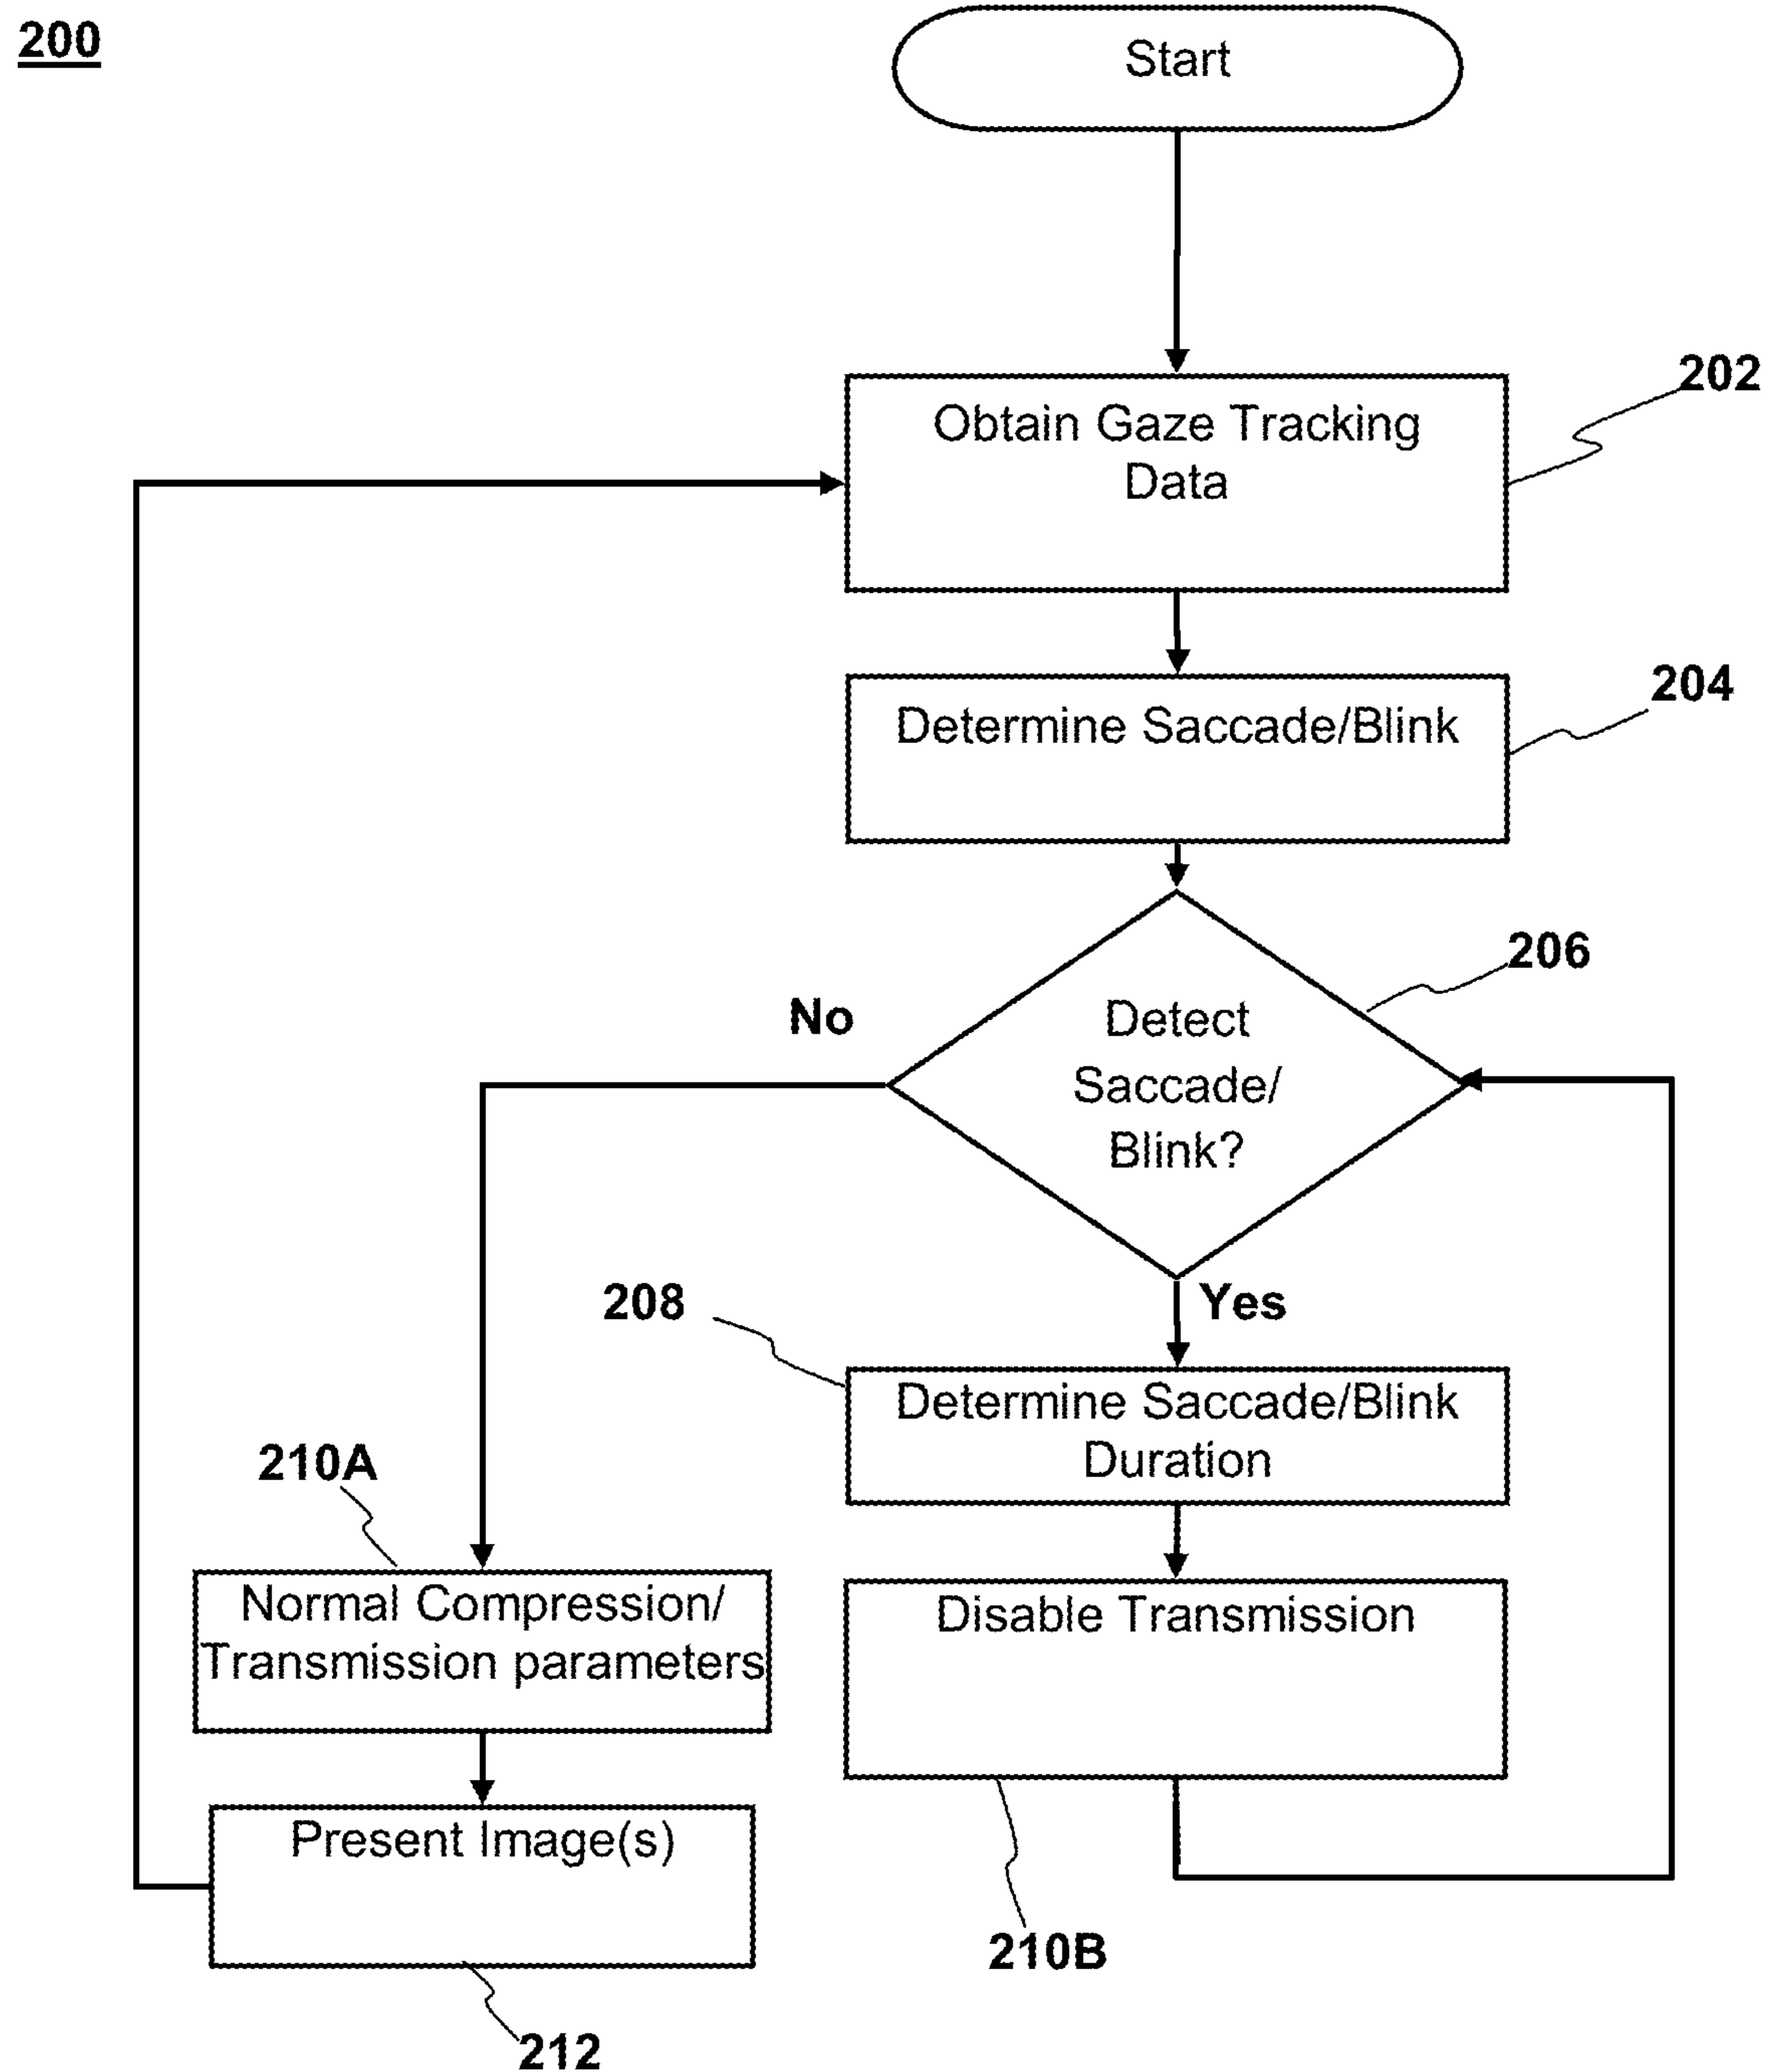 200
Start
202
Obtain Gaze Tracking
Data
204
Determine Saccade/Blink
206
No
Detect
Saccade/
Blink?
Yes
208
Determine Saccade/Blink
Duration
210A
Normal Compression/
Transmission parameters
Disable Transmission
Present Image(s)
210B
212